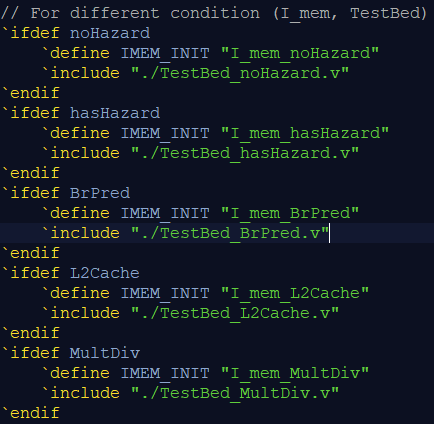 // For different condition (I_mem, TestBed)
`ifdef noHazard
    `define IMEM_INIT "I_mem_noHazard"
    `include "./TestBed_noHazard.v"
`endif
`ifdef hasHazard
    `define IMEM_INIT "I_mem_hasHazard"
    `include "./TestBed_hasHazard.v"
`endif
`ifdef BrPred
    `define IMEM_INIT "I_mem_BrPred"
    `include "./TestBed_BrPred.v"
`endif
`ifdef L2Cache
    `define IMEM_INIT "I_mem_L2Cache"
    `include "./TestBed_L2Cache.v"
`endif
`ifdef MultDiv
    `define IMEM_INIT "I_mem_MultDiv"
    `include "./TestBed_MultDiv.v"
`endif